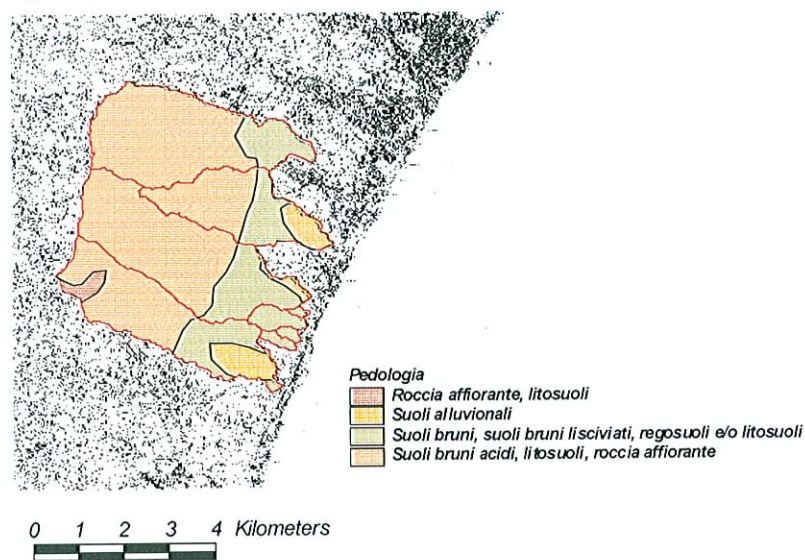 Pedologia
Roccia affiorante, litosuoli
Suoli alluvionali
Suoli bruni, suoli bruni lisciviati, regosuoli e/o litosuoli
Suoli bruni acidi, litosuoli, roccia affiorante
0 1 2 3 4 Kilometers